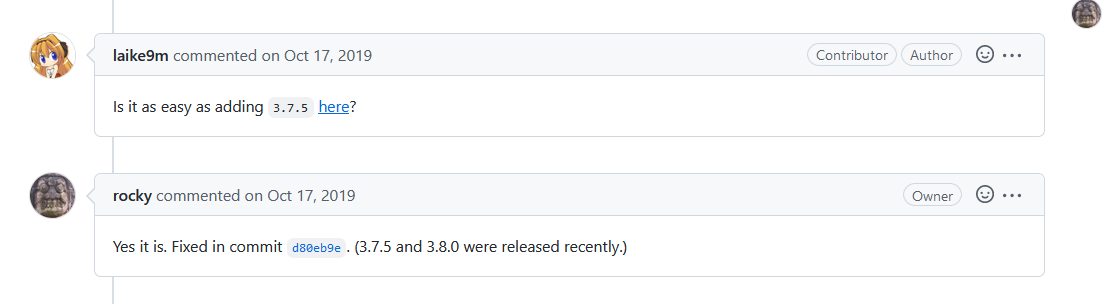 laike9m commented on Oct 17, 2019 Contributor Author
Is it as easy as adding 3.7.5 here?
rocky commented on Oct 17, 2019 Owner
Yes it is. Fixed in commit d80eb9e. (3.7.5 and 3.8.0 were released recently.)